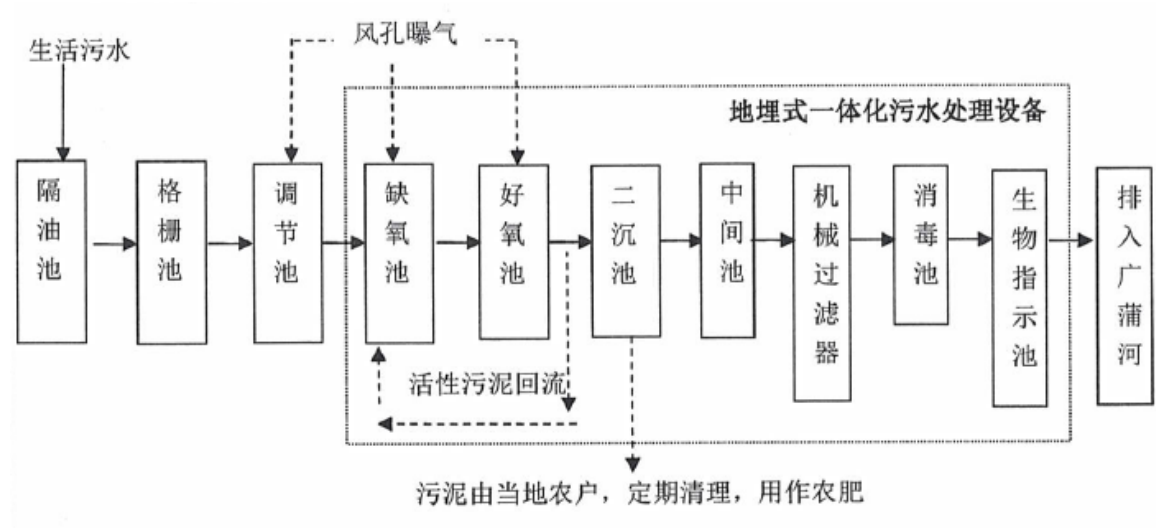 风孔曝气
生活污水
地埋式一体化污水处理设备
隔油池
格栅池
调节池
缺氧池
好氧池
二沉池
中间池
机械过滤器
消毒池
生物指示池
排入广蒲河
活性污泥回流
污泥由当地农户，定期清理，用作农肥